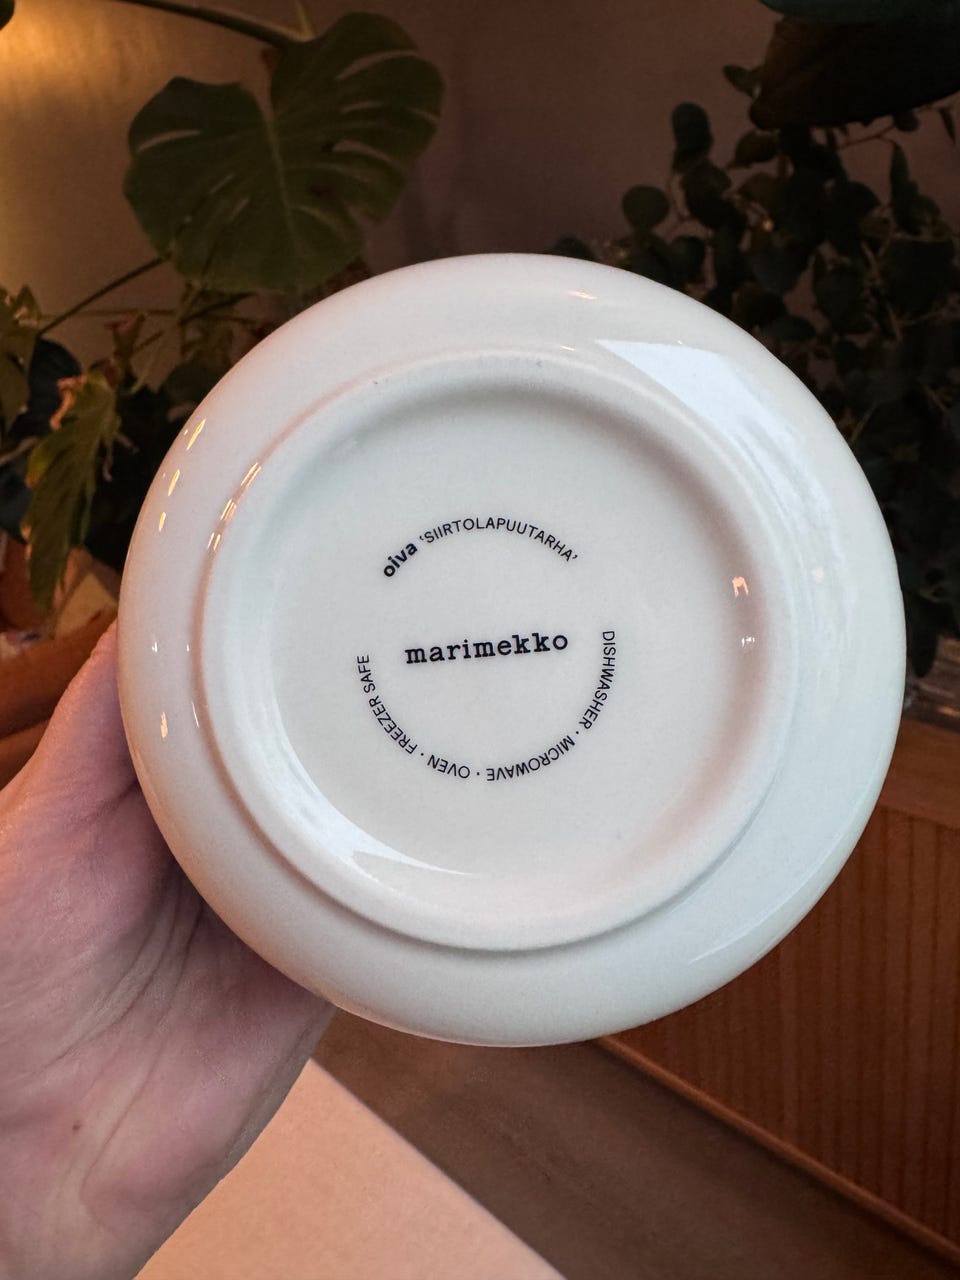 oiva ‘SIIRTOLAPUUTARHA’
marimekko
DISHWASHER · MICROWAVE · OVEN · FREEZER SAFE